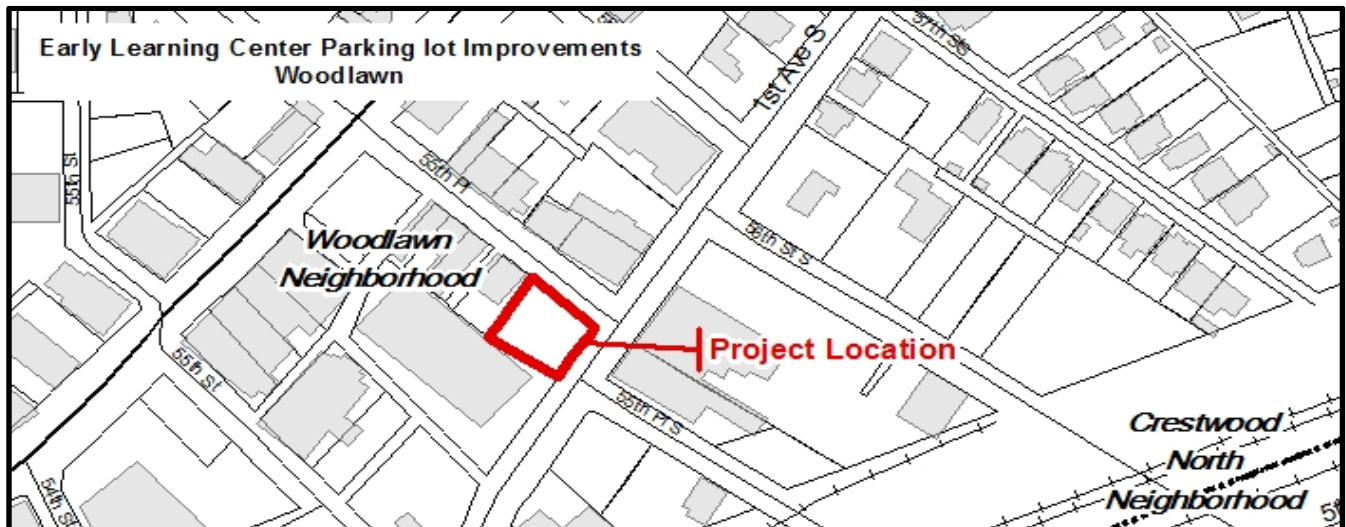 Early Learning Center Parking lot Improvements
Woodlawn
1st Ave S
57th St S
55th St
55th Pl
Woodlawn
Neighborhood
56th St S
Project Location
55th St
55th Pl S
Crestwood
North
Neighborhood
54th St